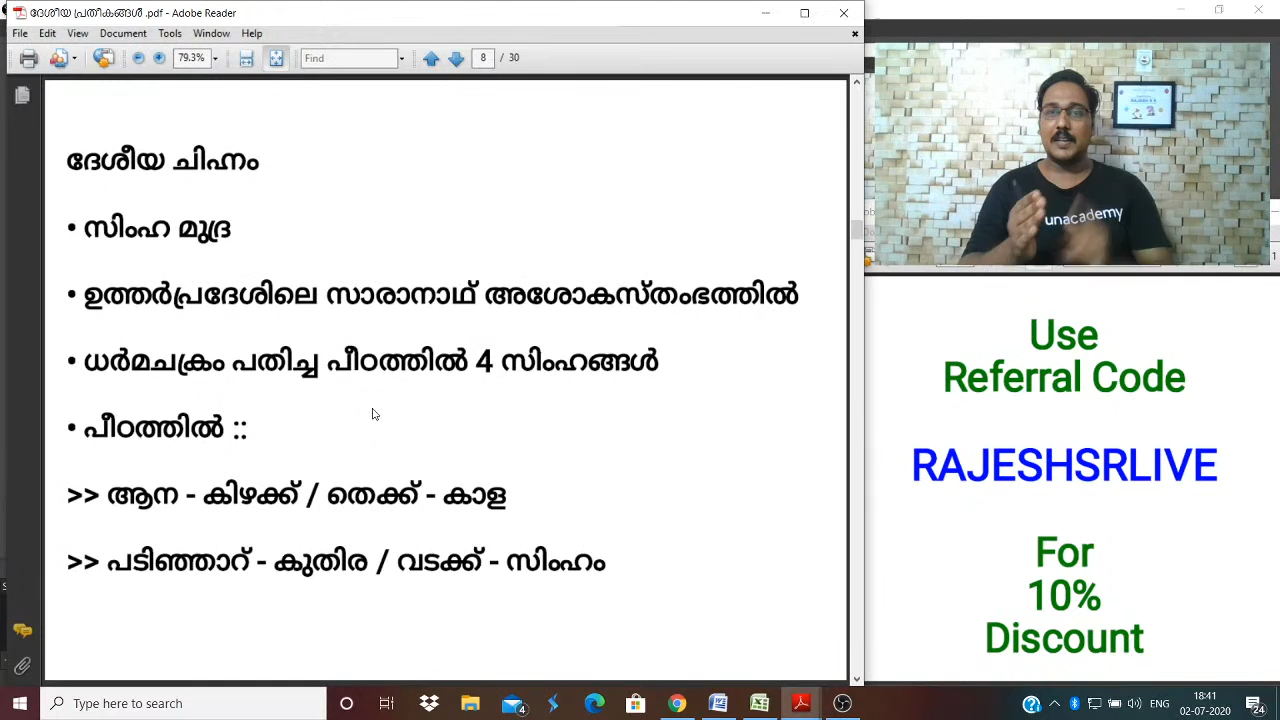 ദേശീയ പ്രതീകങ്ങൾ .pdf - Adobe Reader
File Edit View Document Tools Window Help
79.3% Find 8 / 30
ദേശീയ ചിഹ്നം
• സിംഹ മുദ്ര
• ഉത്തർപ്രദേശിലെ സാരാനാഥ് അശോകസ്തംഭത്തിൽ
• ധർമചക്രം പതിച്ച പീഠത്തിൽ 4 സിംഹങ്ങൾ
• പീഠത്തിൽ ::
>> ആന - കിഴക്ക് / തെക്ക് - കാള
>> പടിഞ്ഞാറ് - കുതിര / വടക്ക് - സിംഹം
unacademy
Use
Referral Code
RAJESHSRLIVE
For
10%
Discount
Type here to search
4
ENG
18:41
02-07-2020
24